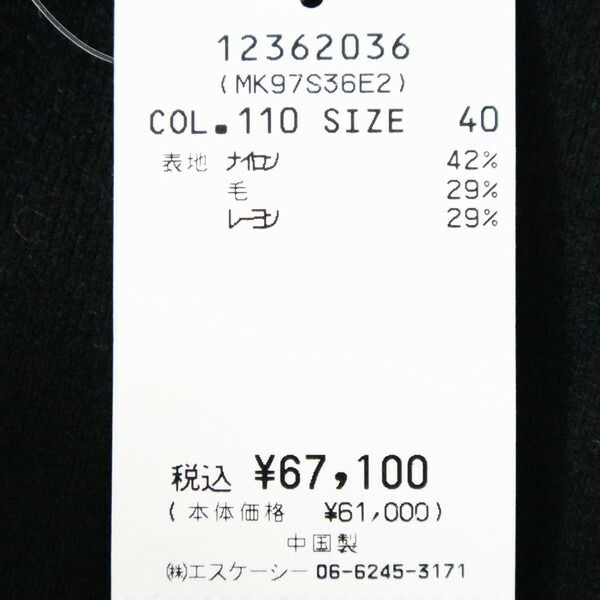 12362036
(MK97S36E2)
COL.110 SIZE 40
表地 ナイロン 42%
毛 29%
レーヨン 29%
税込 ¥67,100
(本体価格 ¥61,000)
中国製
㈱エスケーシー 06-6245-3171